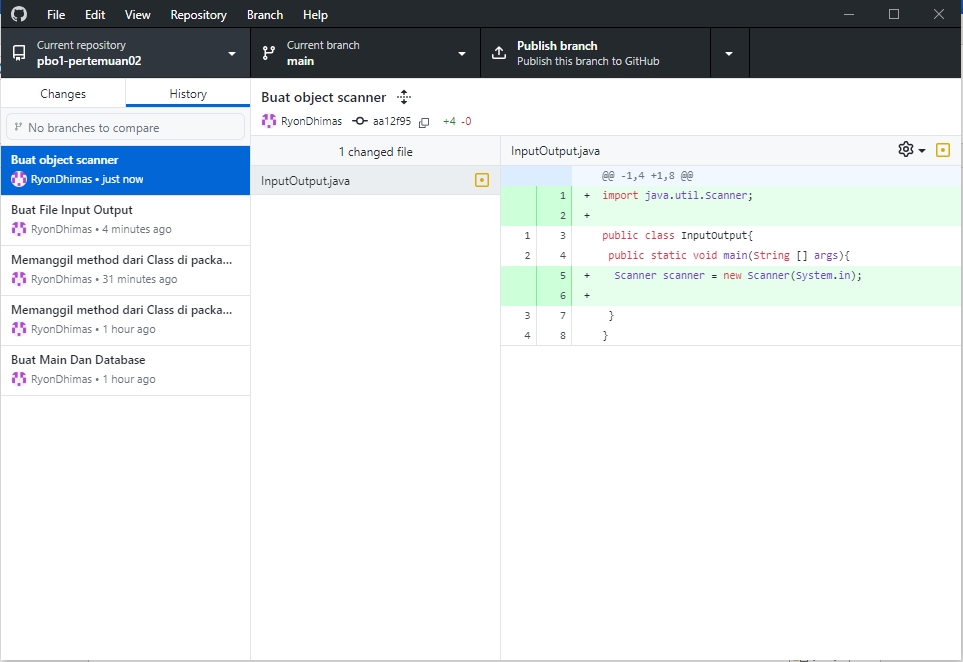 File Edit View Repository Branch Help
Current repository
pbo1-pertemuan02
Current branch
main
Publish branch
Publish this branch to GitHub
Changes History
No branches to compare
Buat object scanner
RyonDhimas • just now
Buat File Input Output
RyonDhimas • 4 minutes ago
Memanggil method dari Class di packa...
RyonDhimas • 31 minutes ago
Memanggil method dari Class di packa...
RyonDhimas • 1 hour ago
Buat Main Dan Database
RyonDhimas • 1 hour ago
Buat object scanner
RyonDhimas aa12f95 +4 -0
1 changed file
InputOutput.java
InputOutput.java
@@ -1,4 +1,8 @@
1 + import java.util.Scanner;
2 +
1 3 public class InputOutput{
2 4 public static void main(String [] args){
5 + Scanner scanner = new Scanner(System.in);
6 +
3 7 }
4 8 }